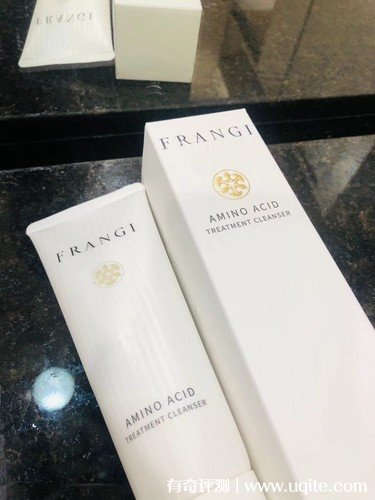 FRANGI
FRANGI
AMINO ACID
TREATMENT CLEANSER
FRANGI
AMINO ACID
TREATMENT CLEANSER
有奇评测 | www.uqite.com